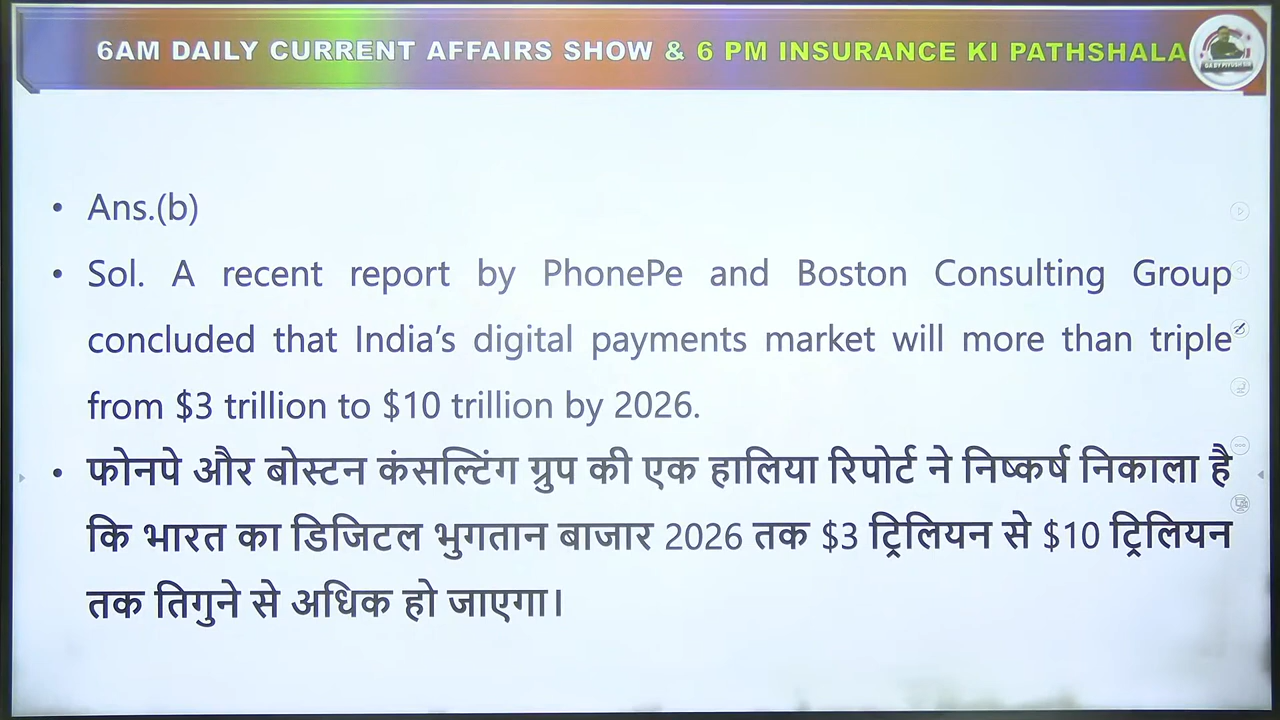 6AM DAILY CURRENT AFFAIRS SHOW & 6 PM INSURANCE KI PATHSHALA
• Ans.(b)
• Sol. A recent report by PhonePe and Boston Consulting Group
concluded that India's digital payments market will more than triple
from $3 trillion to $10 trillion by 2026.
• फोनपे और बोस्टन कंसल्टिंग ग्रुप की एक हालिया रिपोर्ट ने निष्कर्ष निकाला है
कि भारत का डिजिटल भुगतान बाजार 2026 तक $3 ट्रिलियन से $10 ट्रिलियन
तक तिगुने से अधिक हो जाएगा।